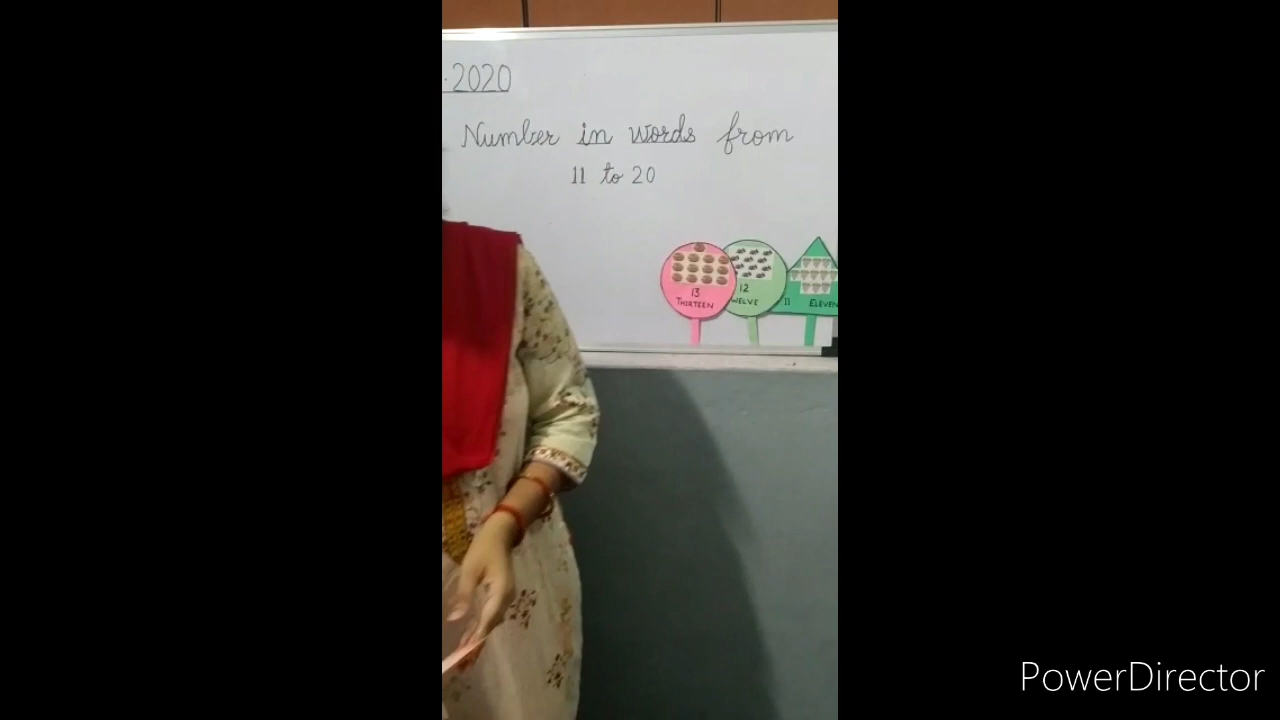 .2020
Number in words from
11 to 20
13
THIRTEEN
12
WELVE
11 ELEVEN
PowerDirector